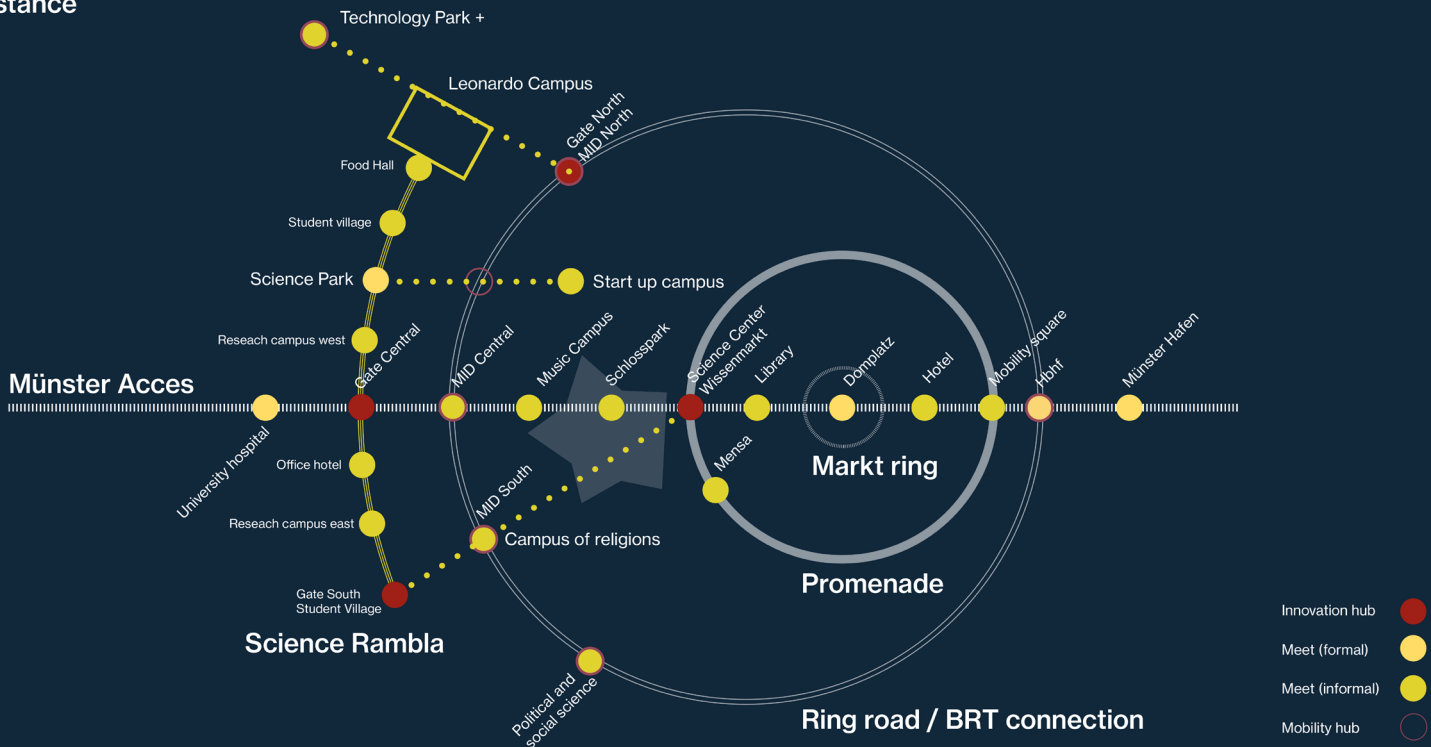 stance
Technology Park +
Leonardo Campus
Gate North
MID North
Food Hall
Student village
Science Park
Start up campus
Reseach campus west
Gate Central
MID Central
Music Campus
Schlosspark
Science Center
Wissenmarkt
Library
Domplatz
Hotel
Mobility square
Hbnf
Münster Hafen
Münster Acces
University hospital
Office hotel
Mensa
Markt ring
MID South
Reseach campus east
Campus of religions
Promenade
Gate South
Student Village
Science Rambla
Political and
social science
Ring road / BRT connection
Innovation hub
Meet (formal)
Meet (informal)
Mobility hub